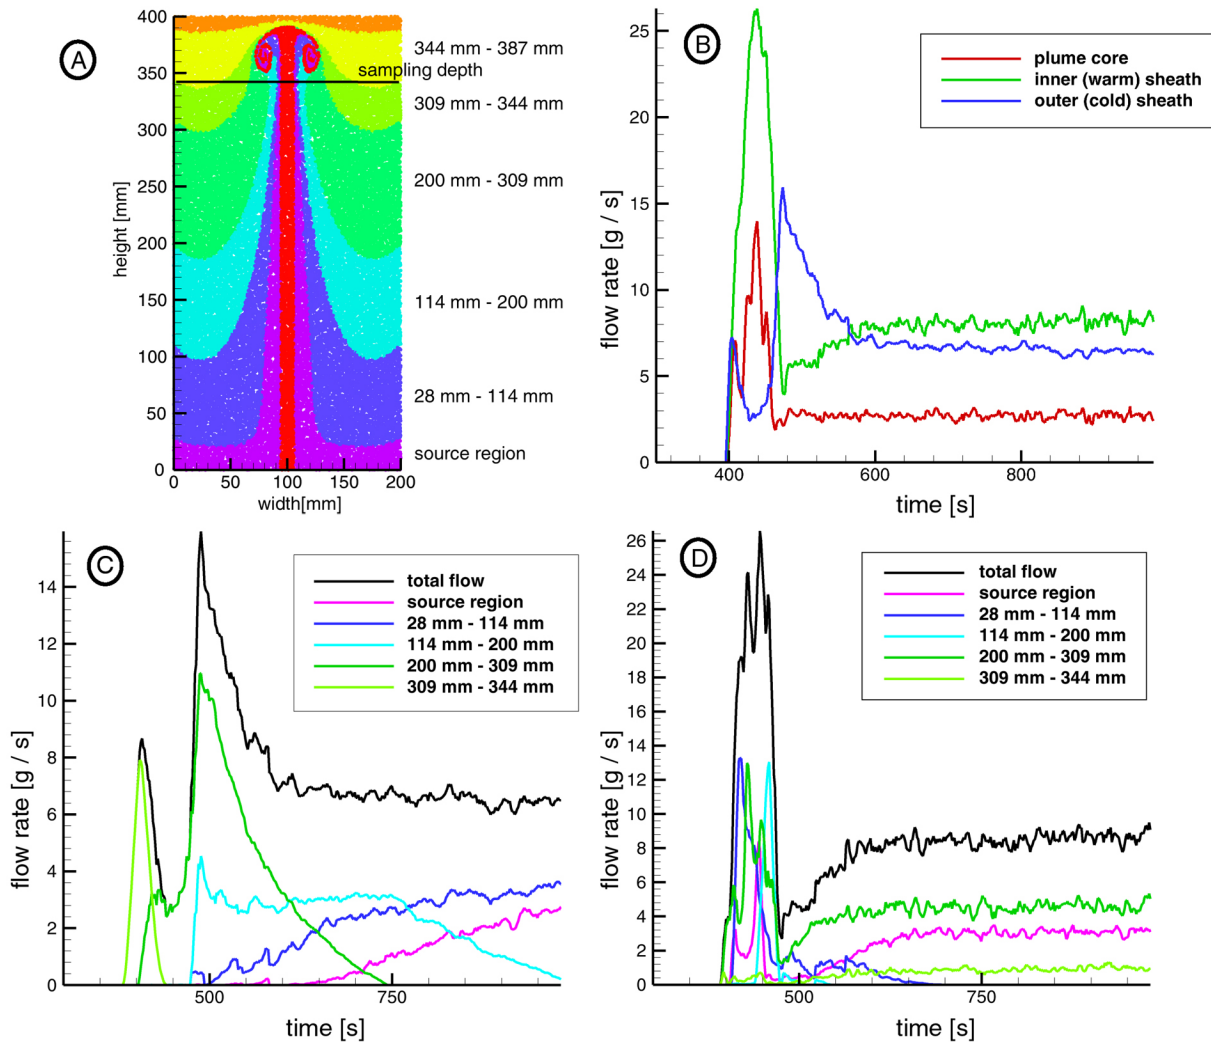 A
400
350
300
250
200
150
100
50
0
height [mm]
0 50 100 150 200
width[mm]
344 mm - 387 mm
sampling depth
309 mm - 344 mm
200 mm - 309 mm
114 mm - 200 mm
28 mm - 114 mm
source region
B
25
20
15
10
5
0
flow rate [g / s]
400 600 800
time [s]
plume core
inner (warm) sheath
outer (cold) sheath
C
14
12
10
8
6
4
2
0
flow rate [g / s]
500 750
time [s]
total flow
source region
28 mm - 114 mm
114 mm - 200 mm
200 mm - 309 mm
309 mm - 344 mm
D
26
24
22
20
18
16
14
12
10
8
6
4
2
0
flow rate [g / s]
500 750
time [s]
total flow
source region
28 mm - 114 mm
114 mm - 200 mm
200 mm - 309 mm
309 mm - 344 mm